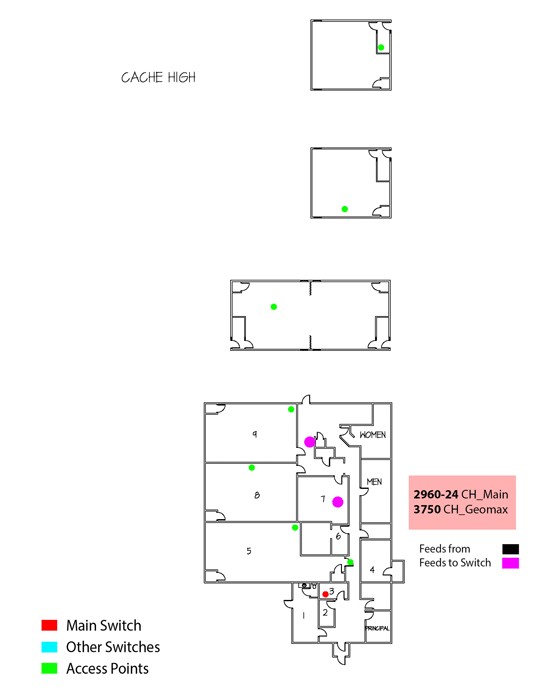 CACHE HIGH
9
WOMEN
8
MEN
7
2960-24 CH_Main
3750 CH_Geomax
6
5
Feeds from
Feeds to Switch
4
3
1
2
PRINCIPAL
Main Switch
Other Switches
Access Points